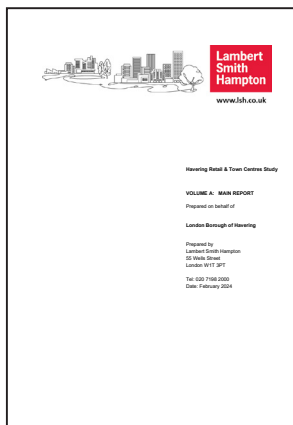 Lambert
Smith
Hampton
www.lsh.co.uk
Havering Retail & Town Centres Study
VOLUME A: MAIN REPORT
Prepared on behalf of
London Borough of Havering
Prepared by
Lambert Smith Hampton
55 Wells Street
London W1T 3PT
Tel: 020 7198 2000
Date: February 2024